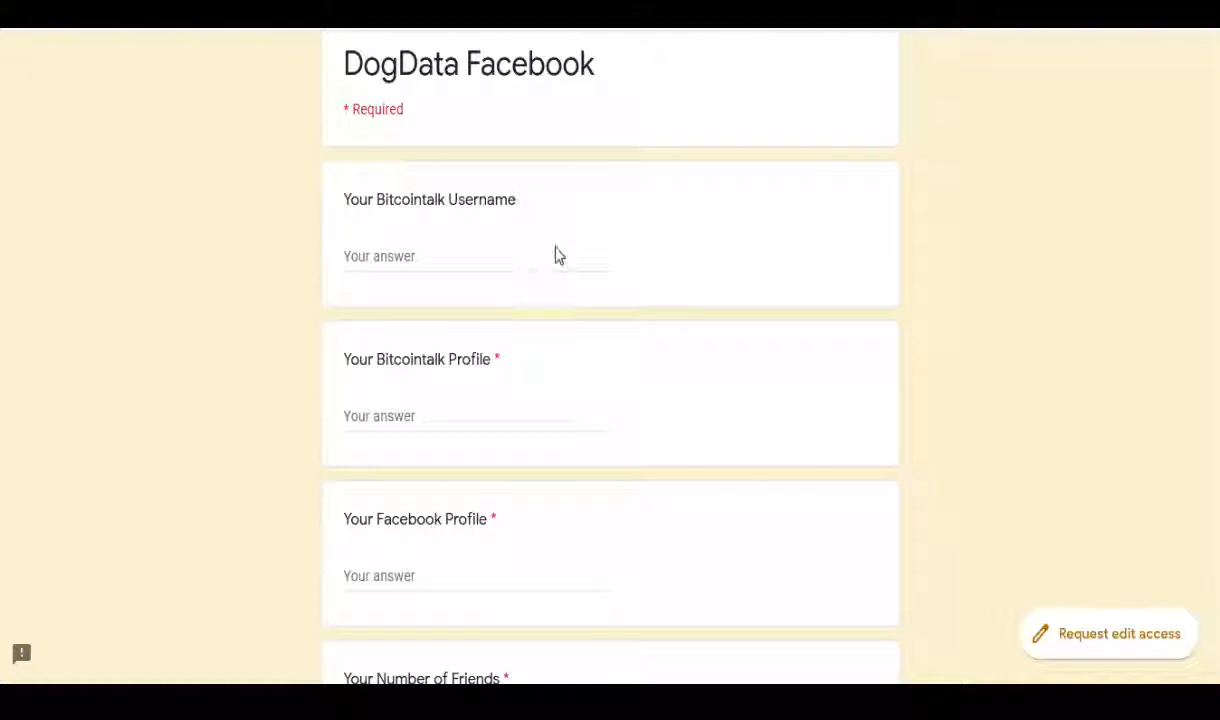 DogData Facebook
* Required
Your Bitcointalk Username
Your answer
Your Bitcointalk Profile *
Your answer
Your Facebook Profile *
Your answer
Request edit access
Your Number of Friends *